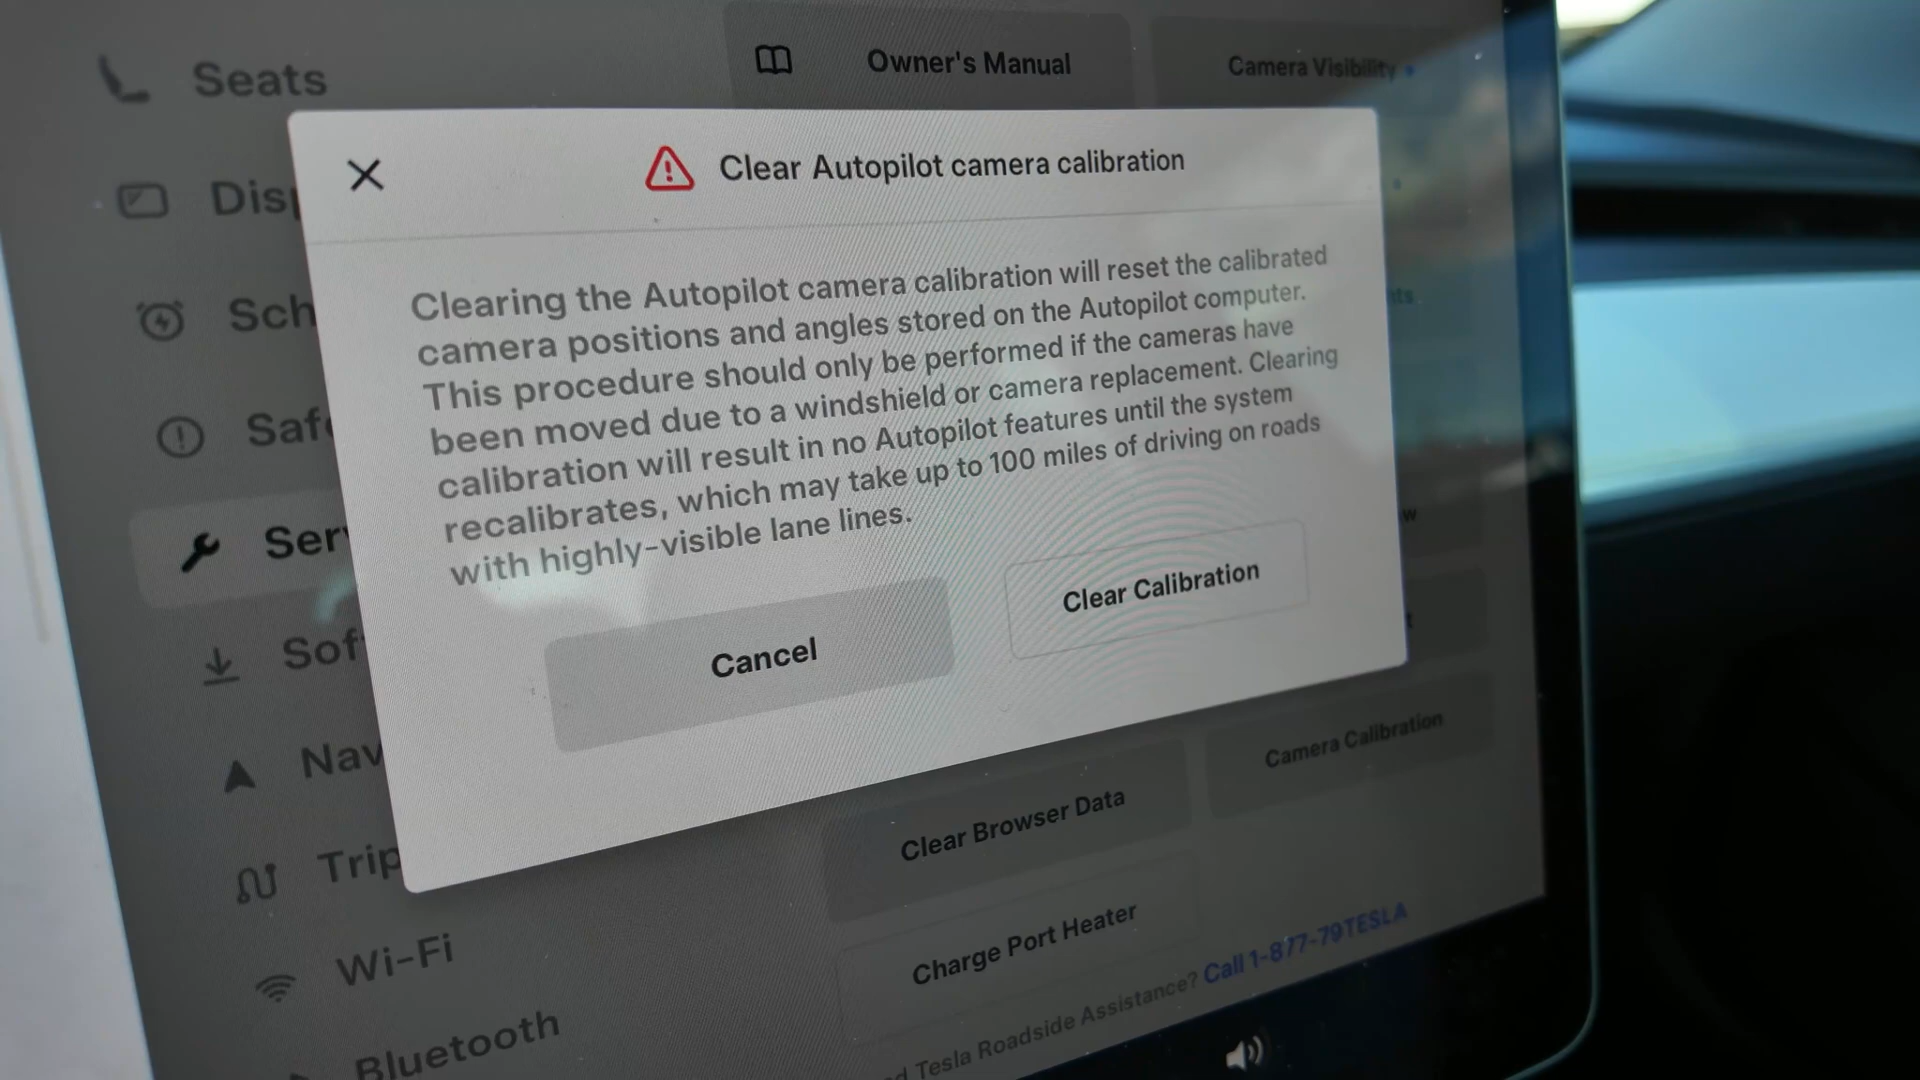 Seats
Owner's Manual
Camera Visibility
Clear Autopilot camera calibration
Clearing the Autopilot camera calibration will reset the calibrated
camera positions and angles stored on the Autopilot computer.
This procedure should only be performed if the cameras have
been moved due to a windshield or camera replacement. Clearing
calibration will result in no Autopilot features until the system
recalibrates, which may take up to 100 miles of driving on roads
with highly-visible lane lines.
Cancel
Clear Calibration
Camera Calibration
Clear Browser Data
Charge Port Heater
Tesla Roadside Assistance? Call 1-877-79TESLA
Wi-Fi
Bluetooth